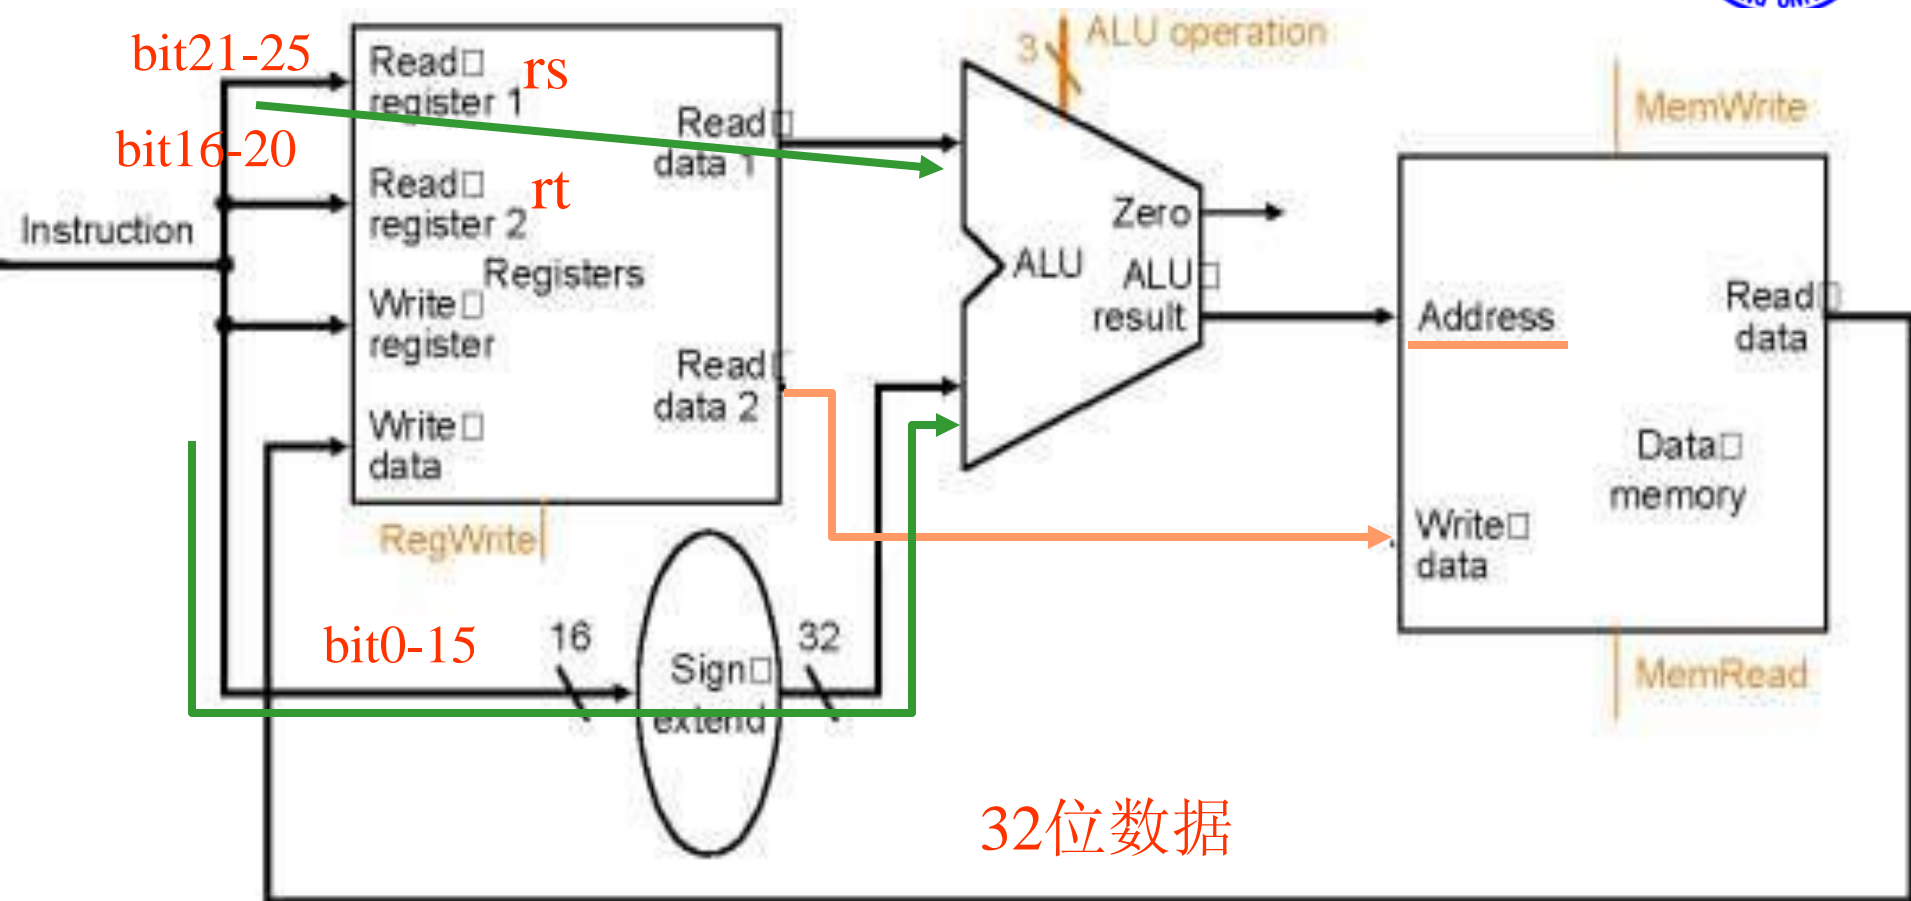 bit21-25
Read
register 1
rs
bit16-20
Read
register 2
rt
Instruction
Registers
Write
register
Write
data
Read
data 1
Read
data 2
RegWrite
bit0-15
16
Sign
extend
32
3
ALU operation
Zero
ALU
ALU
result
MemWrite
Address
Read
data
Data
memory
Write
data
MemRead
32位数据